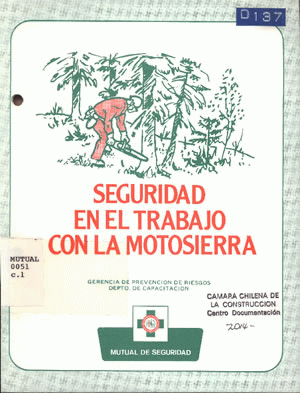 D 137
SEGURIDAD
EN EL TRABAJO
CON LA MOTOSIERRA
MUTUAL
0051
c.1
GERENCIA DE PREVENCION DE RIESGOS
DEPTO. DE CAPACITACION
CAMARA CHILENA DE
LA CONSTRUCCION
Centro Documentación
2014-
MUTUAL DE SEGURIDAD